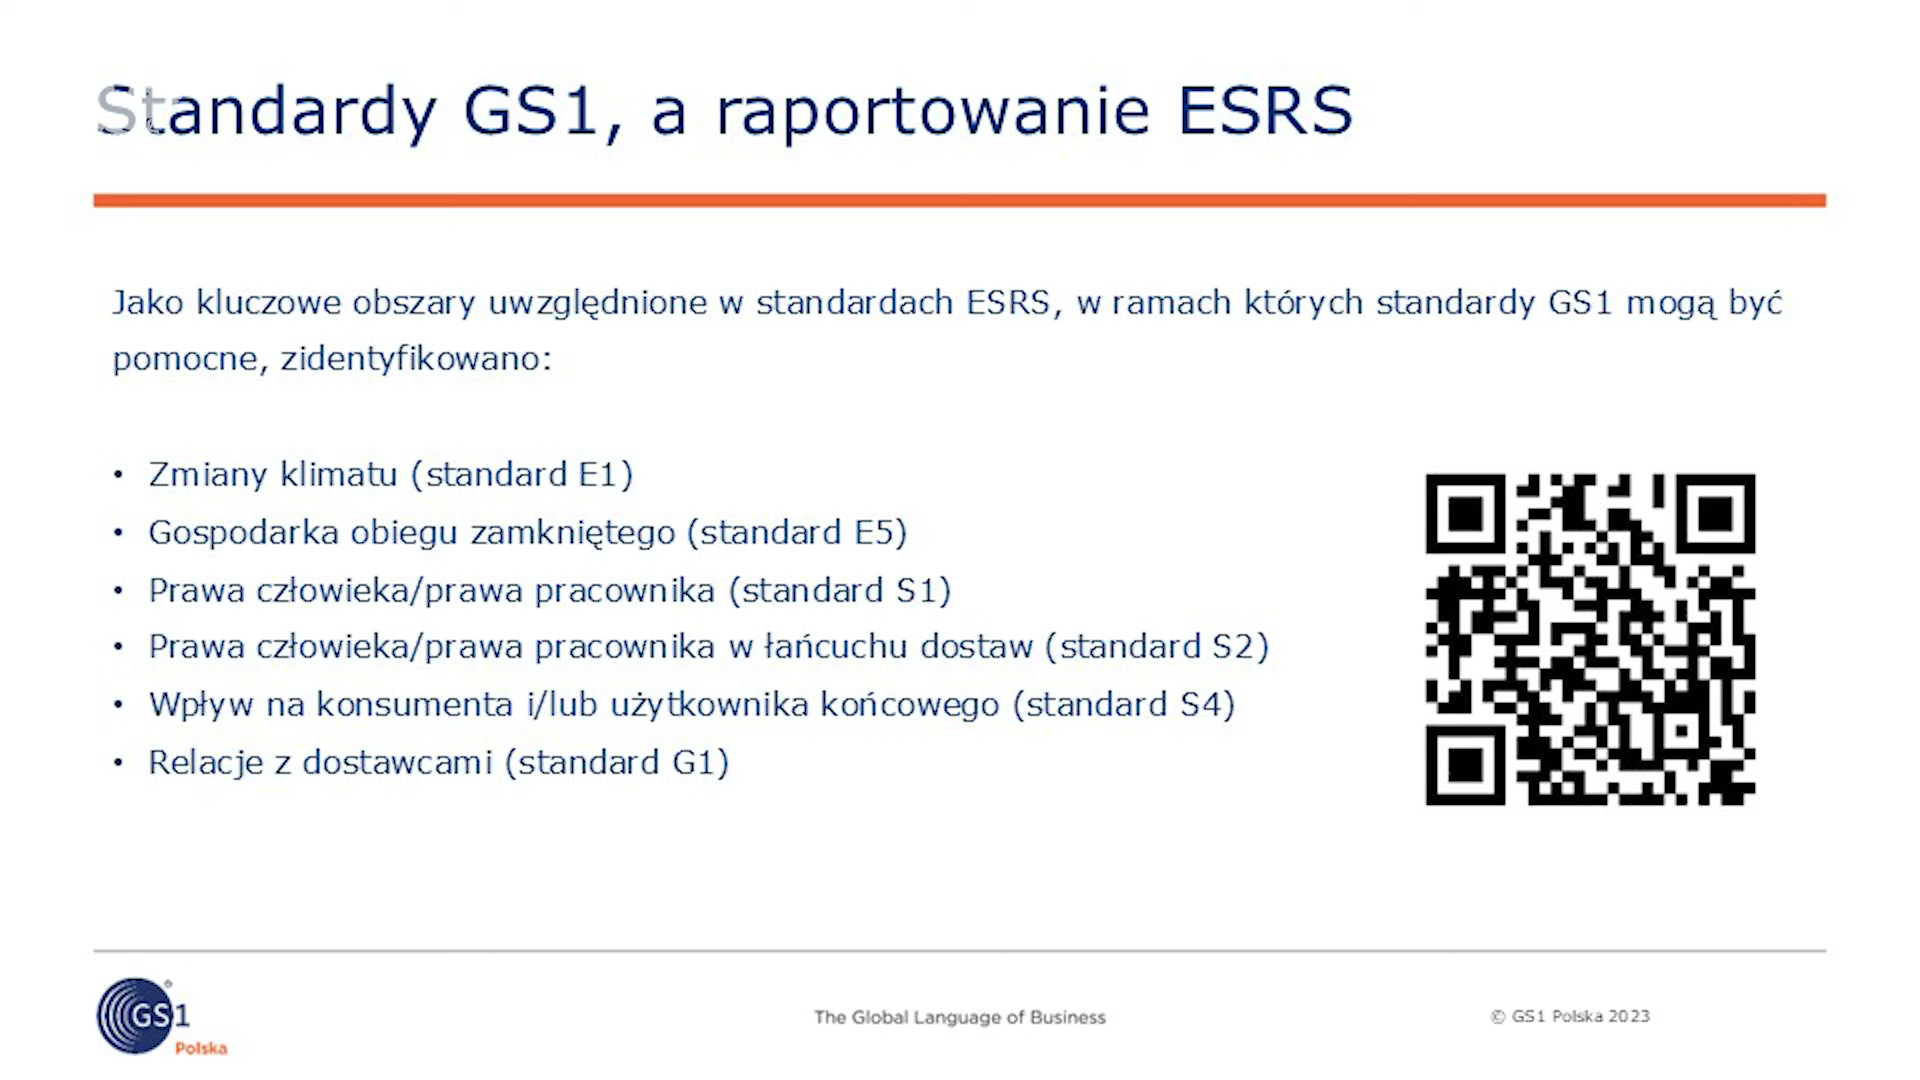 Standardy GS1, a raportowanie ESRS
Jako kluczowe obszary uwzględnione w standardach ESRS, w ramach których standardy GS1 mogą być
pomocne, zidentyfikowano:
• Zmiany klimatu (standard E1)
• Gospodarka obiegu zamkniętego (standard E5)
• Prawa człowieka/prawa pracownika (standard S1)
• Prawa człowieka/prawa pracownika w łańcuchu dostaw (standard S2)
• Wpływ na konsumenta i/lub użytkownika końcowego (standard S4)
• Relacje z dostawcami (standard G1)
GS1®
Polska
The Global Language of Business
© GS1 Polska 2023